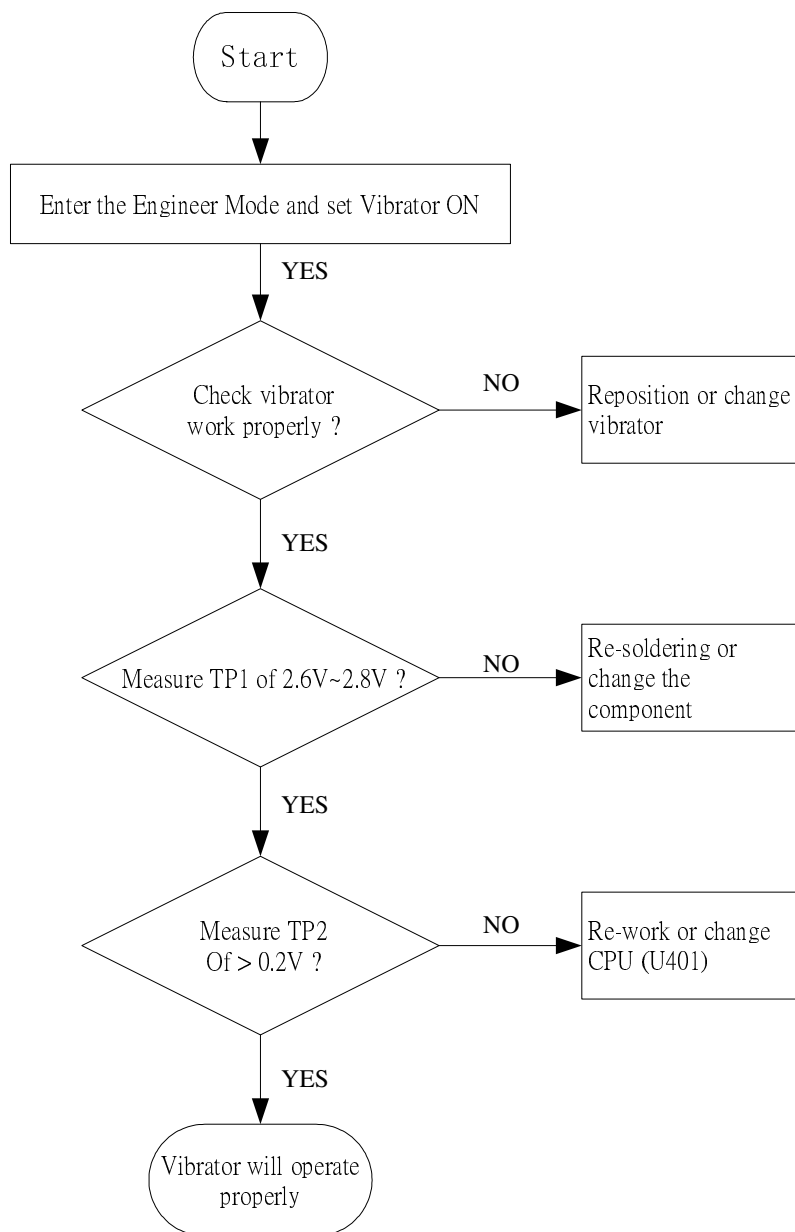 Start
Enter the Engineer Mode and set Vibrator ON
YES
Check vibrator
work properly ?
NO
Reposition or change
vibrator
YES
Measure TP1 of 2.6V~2.8V ?
NO
Re-soldering or
change the
component
YES
Measure TP2
Of > 0.2V ?
NO
Re-work or change
CPU (U401)
YES
Vibrator will operate
properly